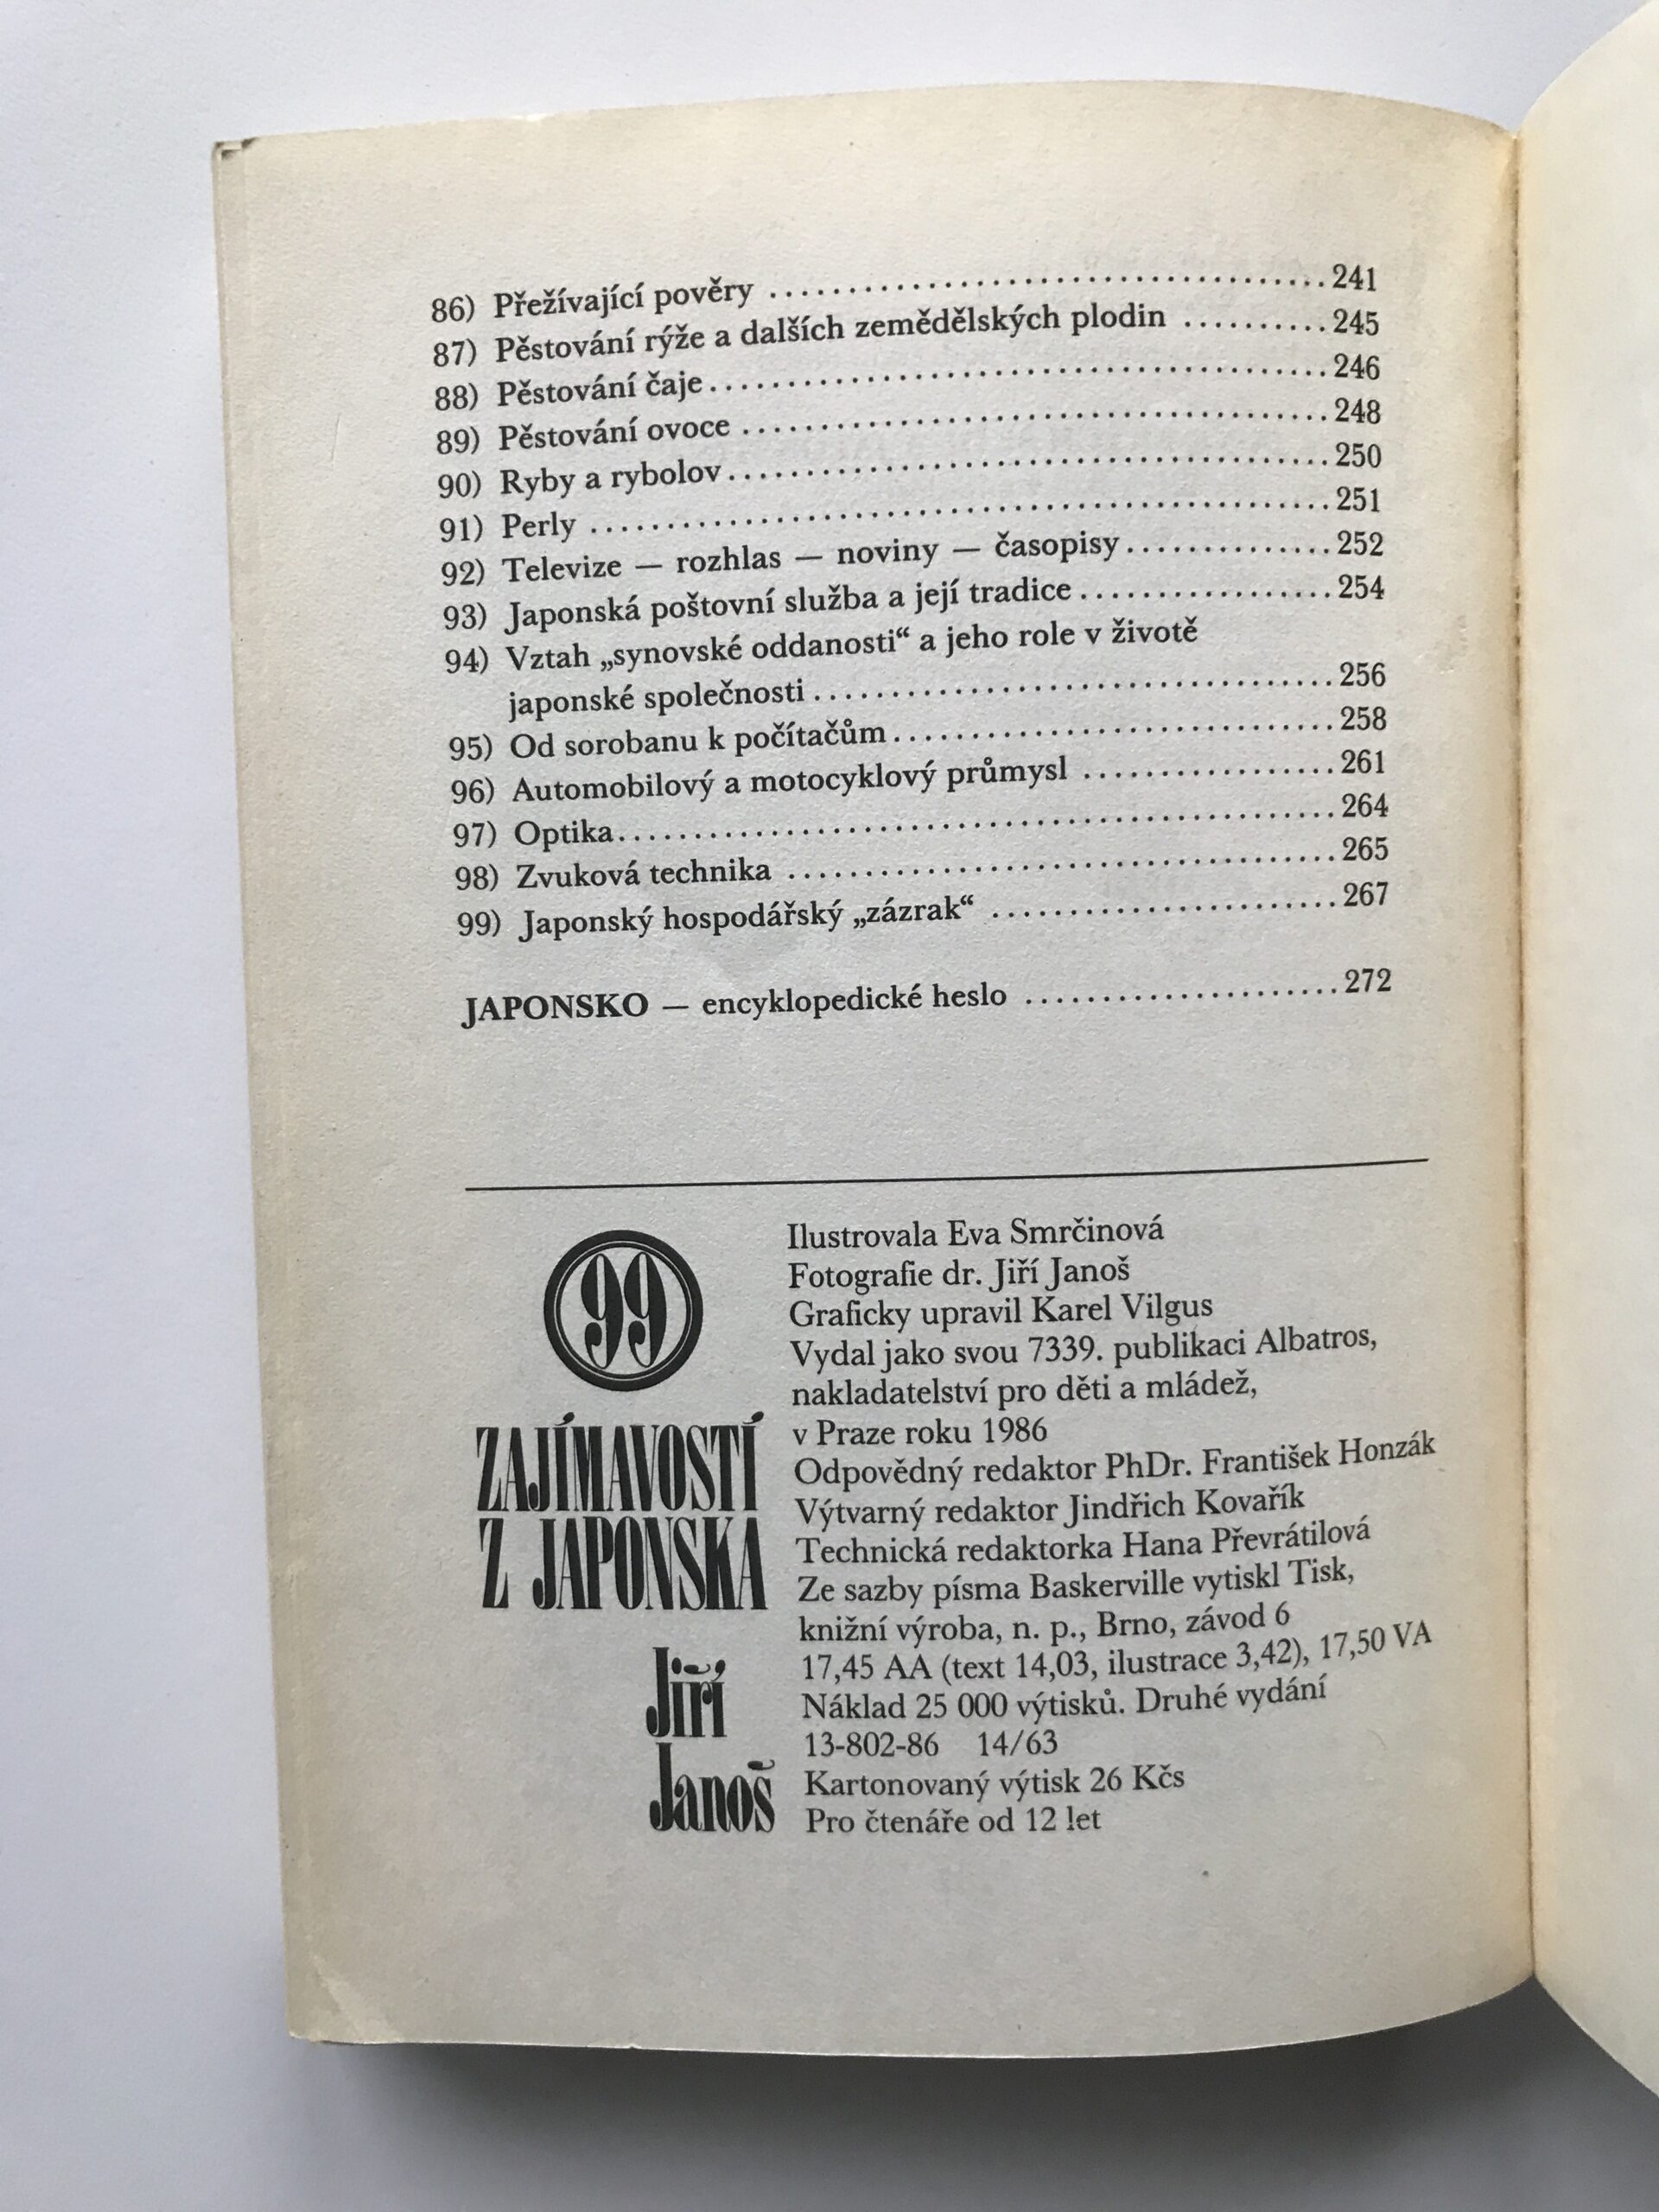 86) Přežívající pověry ........................................ 241
87) Pěstování rýže a dalších zemědělských plodin .......... 245
88) Pěstování čaje ........................................ 246
89) Pěstování ovoce ........................................ 248
90) Ryby a rybolov ........................................ 250
91) Perly ........................................ 251
92) Televize — rozhlas — noviny — časopisy .............. 252
93) Japonská poštovní služba a její tradice ................. 254
94) Vztah „synovské oddanosti“ a jeho role v životě
japonské společnosti .................................. 256
95) Od sorobanu k počítačům ............................. 258
96) Automobilový a motocyklový průmysl ................. 261
97) Optika ........................................ 264
98) Zvuková technika .................................... 265
99) Japonský hospodářský „zázrak“ ....................... 267
JAPONSKO — encyklopedické heslo ..................... 272
99
ZAJÍMAVOSTÍ
Z JAPONSKA
Jiří
Janoš
Ilustrovala Eva Smrčinová
Fotografie dr. Jiří Janoš
Graficky upravil Karel Vilgus
Vydal jako svou 7339. publikaci Albatros,
nakladatelství pro děti a mládež,
v Praze roku 1986
Odpovědný redaktor PhDr. František Honzák
Výtvarný redaktor Jindřich Kovařík
Technická redaktorka Hana Převrátilová
Ze sazby písma Baskerville vytiskl Tisk,
knižní výroba, n. p., Brno, závod 6
17,45 AA (text 14,03, ilustrace 3,42), 17,50 VA
Náklad 25 000 výtisků. Druhé vydání
13-802-86 14/63
Kartonovaný výtisk 26 Kčs
Pro čtenáře od 12 let